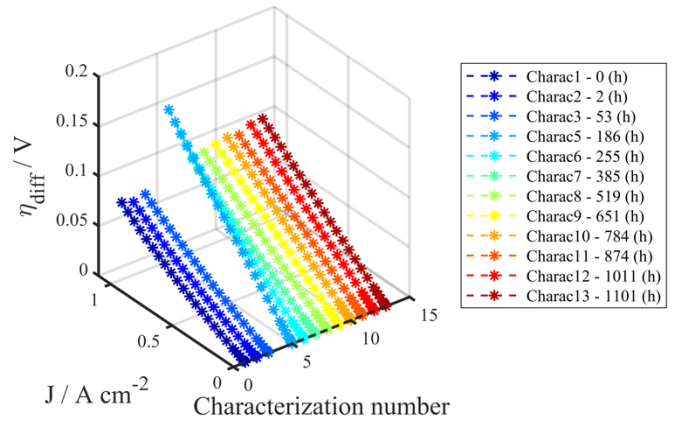 0.2
0.15
0.1
0.05
0
η_diff / V
1
0.5
0
J / A cm^-2
0
5
10
15
Characterization number
Charac1 - 0 (h)
Charac2 - 2 (h)
Charac3 - 53 (h)
Charac5 - 186 (h)
Charac6 - 255 (h)
Charac7 - 385 (h)
Charac8 - 519 (h)
Charac9 - 651 (h)
Charac10 - 784 (h)
Charac11 - 874 (h)
Charac12 - 1011 (h)
Charac13 - 1101 (h)